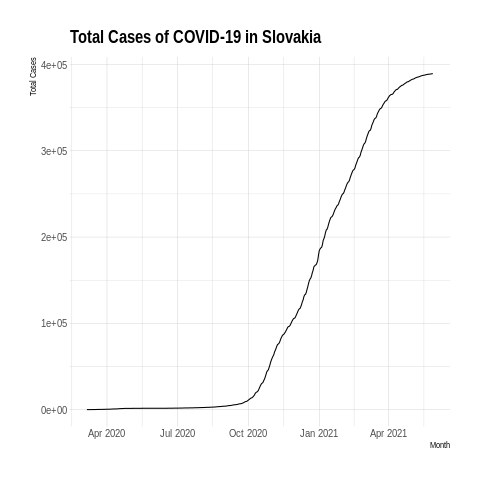 Total Cases of COVID-19 in Slovakia
Total Cases
4e+05
3e+05
2e+05
1e+05
0e+00
Apr 2020 Jul 2020 Oct 2020 Jan 2021 Apr 2021
Month